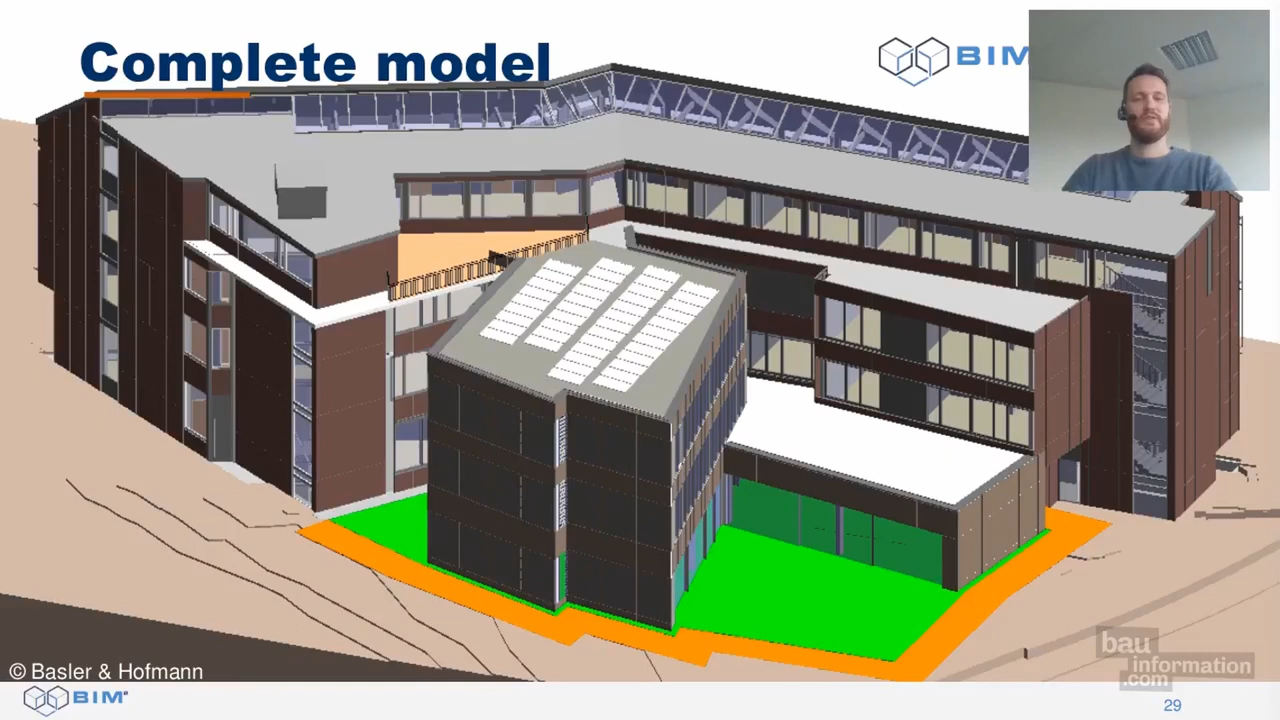 Complete model
BIM
© Basler & Hofmann
BIM
bau
information
.com
29